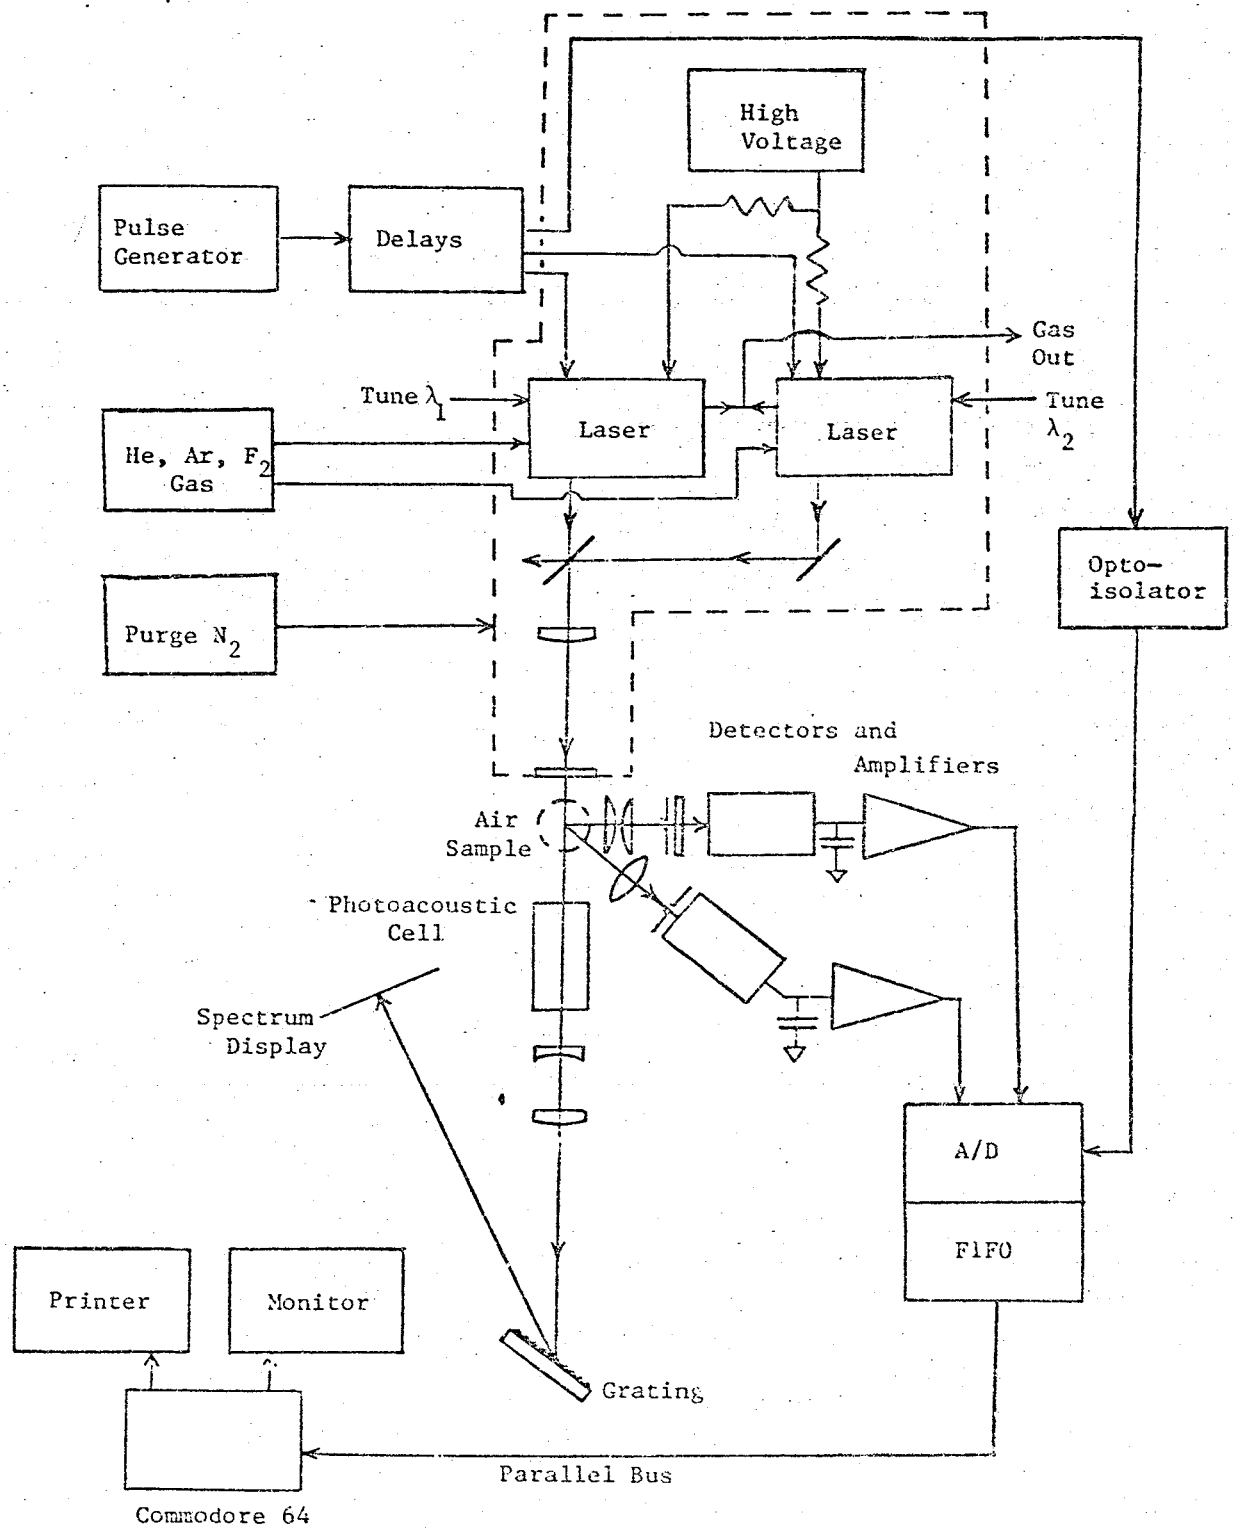 High
Voltage
Pulse
Generator
Delays
Gas
Out
Tune λ1
Tune
λ2
Laser
Laser
He, Ar, F2
Gas
Opto-
isolator
Purge N2
Detectors and
Amplifiers
Air
Sample
Photoacoustic
Cell
Spectrum
Display
A/D
FIFO
Printer
Monitor
Grating
Parallel Bus
Commodore 64